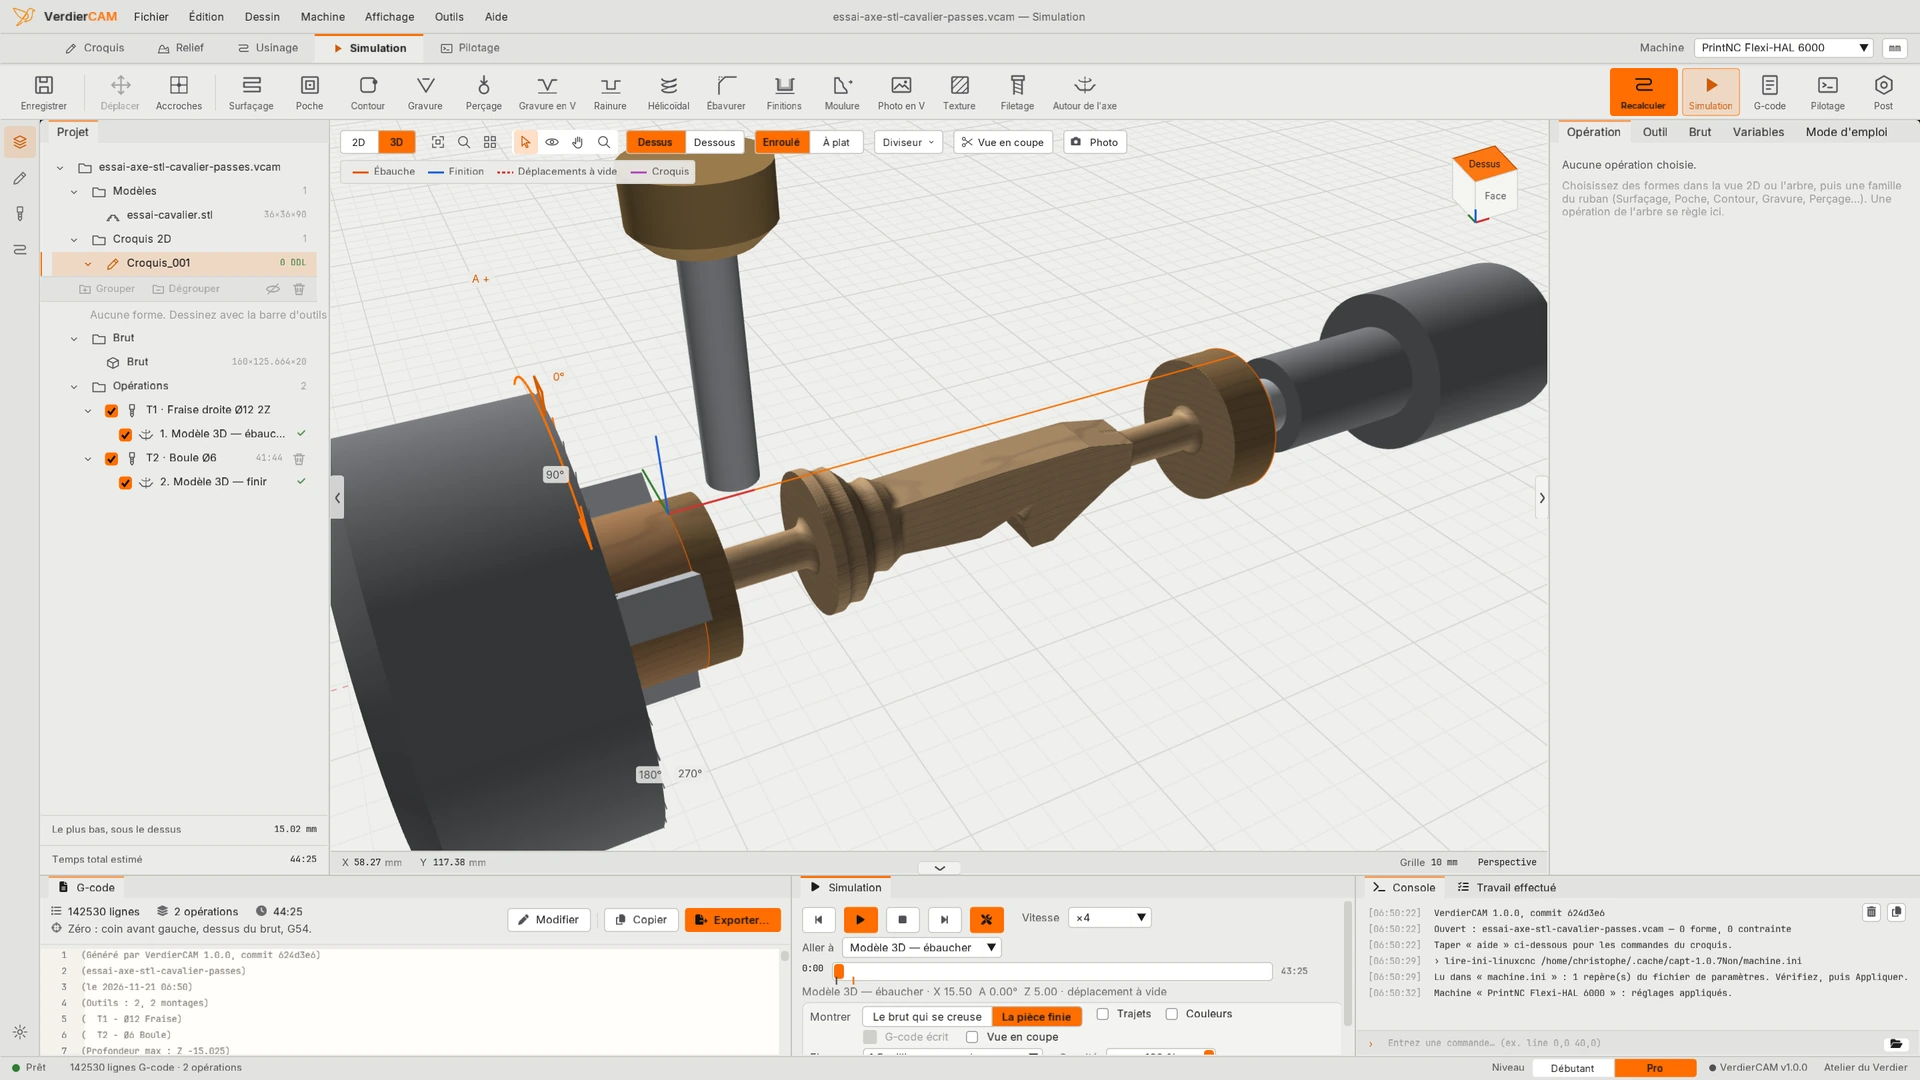 VerdierCAM
Fichier
Édition
Dessin
Machine
Affichage
Outils
Aide
essai-axe-stl-cavalier-passes.vcam — Simulation
Croquis
Relief
Usinage
Simulation
Pilotage
Machine
PrintNC Flexi-HAL 6000
mm
Enregistrer
Déplacer
Accroches
Surfaçage
Poche
Contour
Gravure
Perçage
Gravure en V
Rainure
Hélicoïdal
Ébavurer
Finitions
Moulure
Photo en V
Texture
Filetage
Autour de l'axe
Recalculer
Simulation
G-code
Pilotage
Post
Projet
essai-axe-stl-cavalier-passes.vcam
Modèles 1
essai-cavalier.stl 36×36×90
Croquis 2D 1
Croquis_001 0 DDL
Grouper
Dégrouper
Aucune forme. Dessinez avec la barre d'outils
Brut
Brut 160×125.664×20
Opérations 2
T1 · Fraise droite Ø12 2Z
1. Modèle 3D — ébauc...
T2 · Boule Ø6 41:44
2. Modèle 3D — finir
Le plus bas, sous le dessus 15.02 mm
Temps total estimé 44:25
2D
3D
Dessus
Dessous
Enroulé
À plat
Diviseur
Vue en coupe
Photo
Ébauche
Finition
Déplacements à vide
Croquis
A +
0°
90°
180°
270°
Dessus
Face
X 58.27 mm Y 117.38 mm
Grille 10 mm
Perspective
Opération
Outil
Brut
Variables
Mode d'emploi
Aucune opération choisie.
Choisissez des formes dans la vue 2D ou l'arbre, puis une famille
du ruban (Surfaçage, Poche, Contour, Gravure, Perçage…). Une
opération de l'arbre se règle ici.
G-code
142530 lignes
2 opérations
44:25
Zéro : coin avant gauche, dessus du brut, G54.
Modifier
Copier
Exporter...
1 (Généré par VerdierCAM 1.0.0, commit 624d3e6)
2 (essai-axe-stl-cavalier-passes)
3 (le 2026-11-21 06:50)
4 (Outils : 2, 2 montages)
5 (  T1 - Ø12 Fraise)
6 (  T2 - Ø6 Boule)
7 (Profondeur max : Z -15.025)
Simulation
Vitesse
×4
Aller à
Modèle 3D — ébaucher
0:00
43:25
Modèle 3D — ébaucher · X 15.50 A 0.00° Z 5.00 · déplacement à vide
Montrer
Le brut qui se creuse
La pièce finie
Trajets
Couleurs
G-code écrit
Vue en coupe
Console
Travail effectué
[06:50:22] VerdierCAM 1.0.0, commit 624d3e6
[06:50:22] Ouvert : essai-axe-stl-cavalier-passes.vcam — 0 forme, 0 contrainte
[06:50:22] Taper « aide » ci-dessous pour les commandes du croquis.
[06:50:29] › lire-ini-linuxcnc /home/christophe/.cache/capt-1.0.7Non/machine.ini
[06:50:29] Lu dans « machine.ini » : 1 repère(s) du fichier de paramètres. Vérifiez, puis Appliquer.
[06:50:32] Machine « PrintNC Flexi-HAL 6000 » : réglages appliqués.
› Entrez une commande… (ex. line 0,0 40,0)
Prêt
142530 lignes G-code · 2 opérations
Niveau
Débutant
Pro
VerdierCAM v1.0.0
Atelier du Verdier